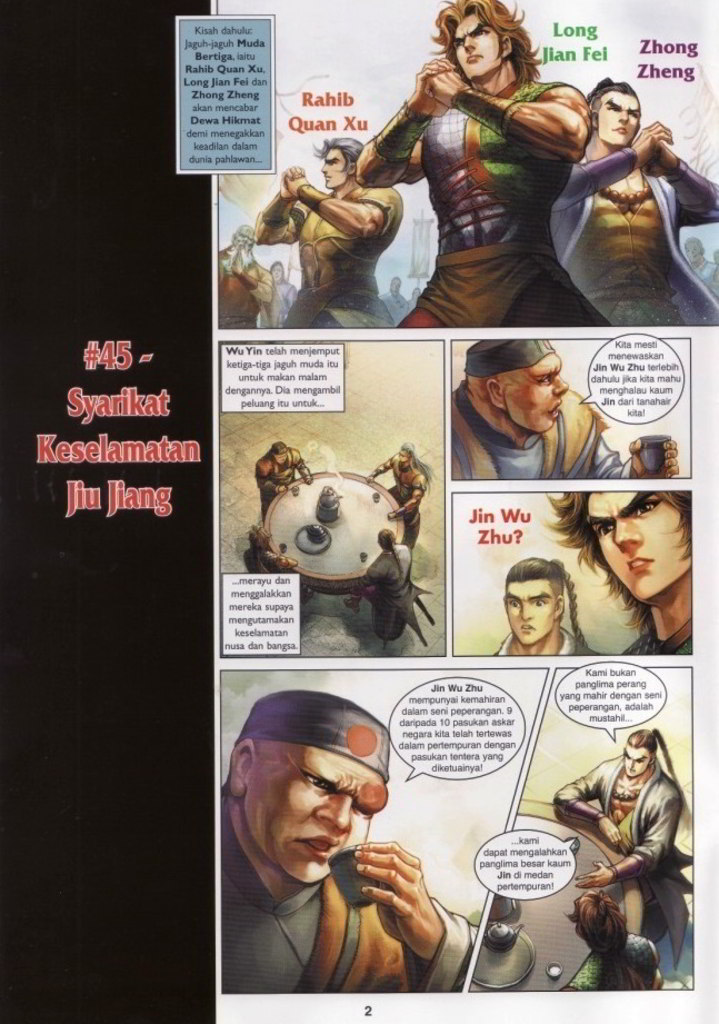 Kisah dahulu:
Jaguh-jaguh Muda
Bertiga, iaitu
Rahib Quan Xu,
Long Jian Fei dan
Zhong Zheng
akan mencabar
Dewa Hikmat
demi menegakkan
keadilan dalam
dunia pahlawan...
Rahib
Quan Xu
Long
Jian Fei
Zhong
Zheng
#45 -
Syarikat
Keselamatan
Jiu Jiang
Wu Yin telah menjemput
ketiga-tiga jaguh muda itu
untuk makan malam
dengannya. Dia mengambil
peluang itu untuk...
...merayu dan
menggalakkan
mereka supaya
mengutamakan
keselamatan
nusa dan bangsa.
Kita mesti
menewaskan
Jin Wu Zhu terlebih
dahulu jika kita mahu
menghalau kaum
Jin dari tanahair
kita!
Jin Wu
Zhu?
Jin Wu Zhu
mempunyai kemahiran
dalam seni peperangan. 9
daripada 10 pasukan askar
negara kita telah tertewas
dalam pertempuran dengan
pasukan tentera yang
diketuainya!
Kami bukan
panglima perang
yang mahir dengan seni
peperangan, adalah
mustahil...
...kami
dapat mengalahkan
panglima besar kaum
Jin di medan
pertempuran!
2